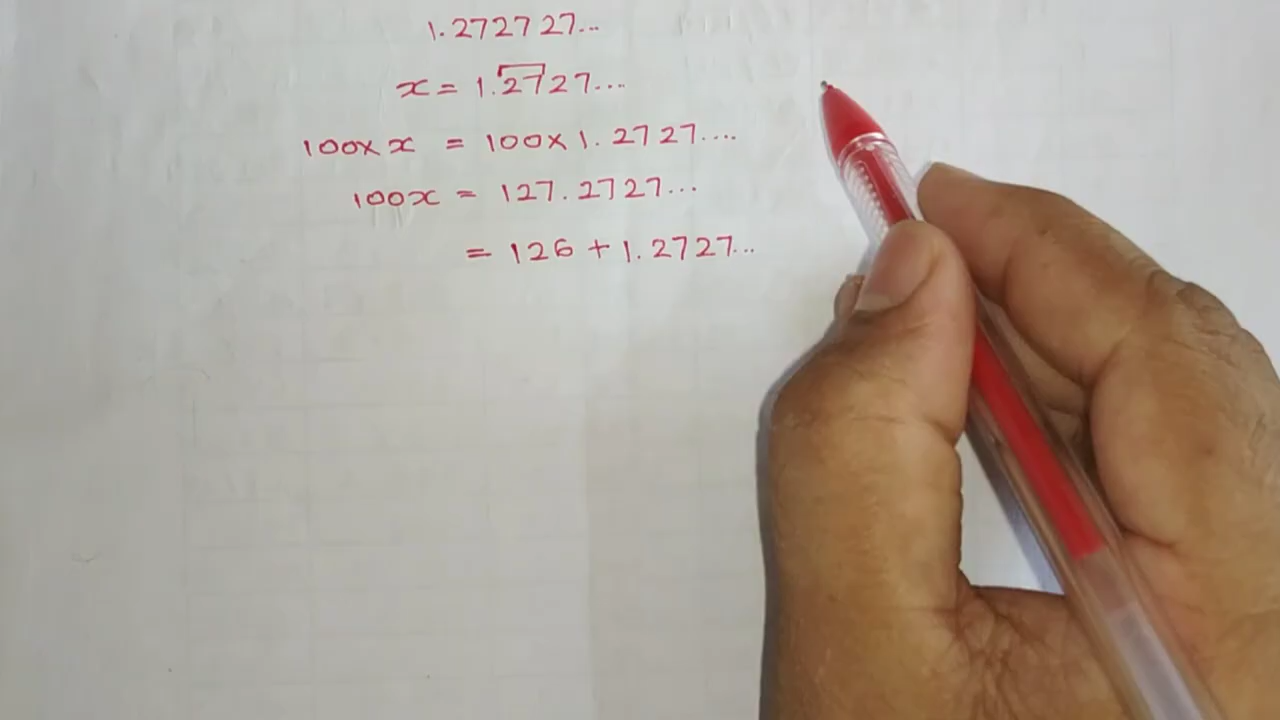 1.272727...
x = 1.2727...
100× x = 100× 1.2727....
100x = 127.2727...
= 126 + 1.2727...